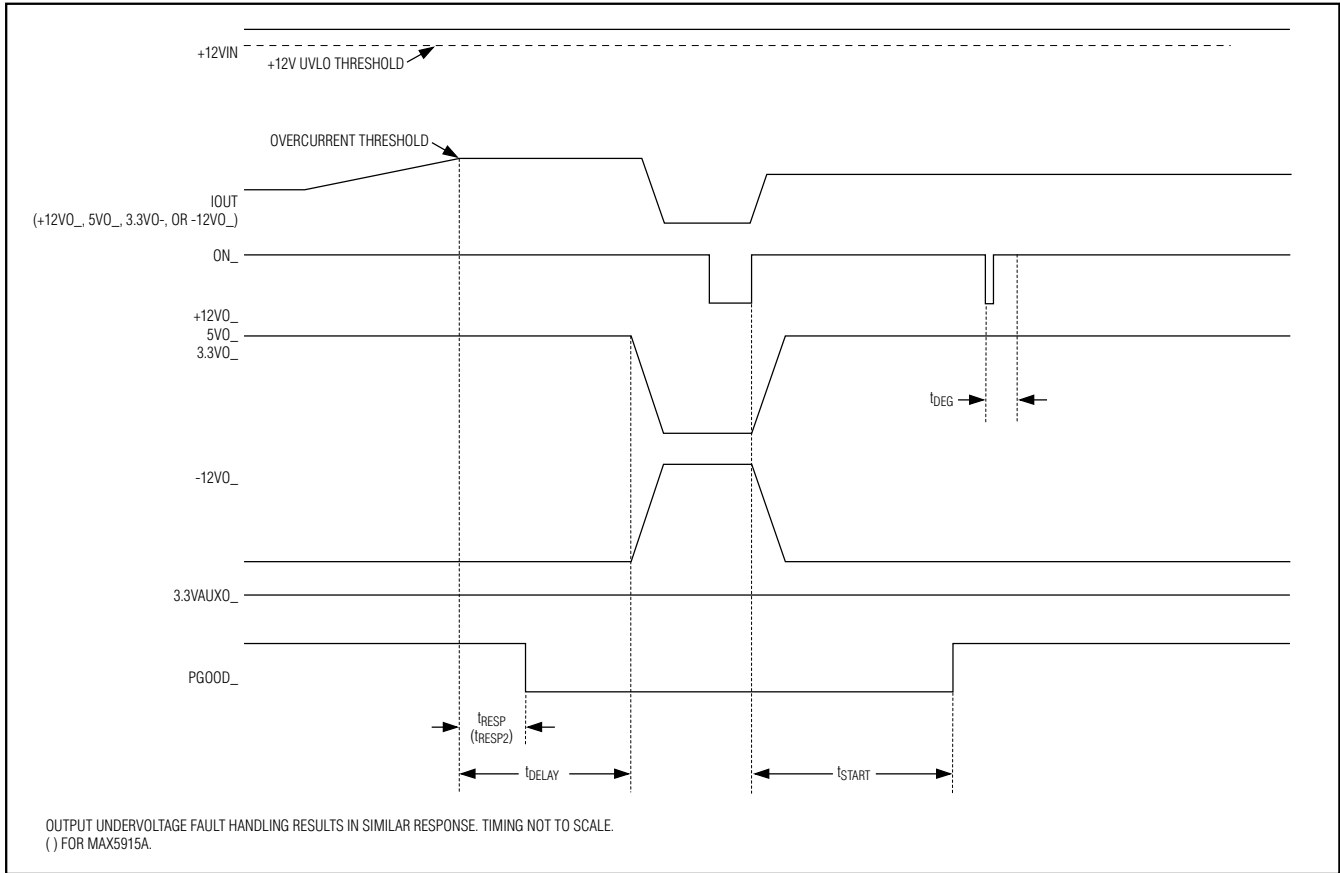 +12VIN
+12V UVLO THRESHOLD
OVERCURRENT THRESHOLD
IOUT
(+12VO_, 5VO_, 3.3VO-, OR -12VO_)
ON_
+12VO_
5VO_
3.3VO_
tDEG
-12VO_
3.3VAUXO_
PGOOD_
tRESP
(tRESP2)
tDELAY
tSTART
OUTPUT UNDERVOLTAGE FAULT HANDLING RESULTS IN SIMILAR RESPONSE. TIMING NOT TO SCALE.
( ) FOR MAX5915A.